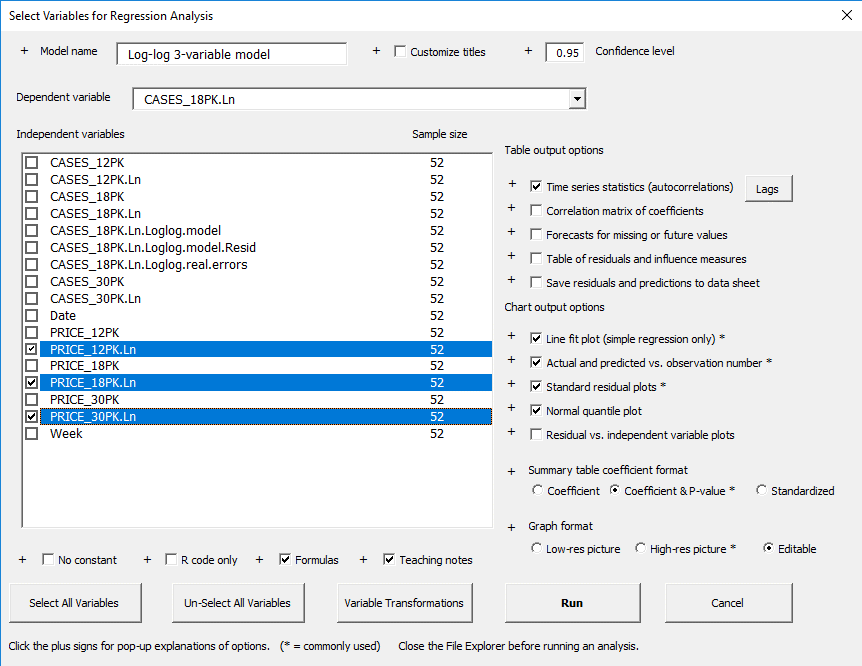 Select Variables for Regression Analysis
+ Model name Log-log 3-variable model + Customize titles + 0.95 Confidence level
Dependent variable CASES_18PK.Ln
Independent variables Sample size
CASES_12PK 52
CASES_12PK.Ln 52
CASES_18PK 52
CASES_18PK.Ln 52
CASES_18PK.Ln.Loglog.model 52
CASES_18PK.Ln.Loglog.model.Resid 52
CASES_18PK.Ln.Loglog.real.errors 52
CASES_30PK 52
CASES_30PK.Ln 52
Date 52
PRICE_12PK 52
PRICE_12PK.Ln 52
PRICE_18PK 52
PRICE_18PK.Ln 52
PRICE_30PK 52
PRICE_30PK.Ln 52
Week 52
Table output options
+ Time series statistics (autocorrelations) Lags
+ Correlation matrix of coefficients
+ Forecasts for missing or future values
+ Table of residuals and influence measures
+ Save residuals and predictions to data sheet
Chart output options
+ Line fit plot (simple regression only) *
+ Actual and predicted vs. observation number *
+ Standard residual plots *
+ Normal quantile plot
+ Residual vs. independent variable plots
+ Summary table coefficient format
Coefficient Coefficient & P-value * Standardized
+ Graph format
Low-res picture High-res picture * Editable
+ No constant + R code only + Formulas + Teaching notes
Select All Variables Un-Select All Variables Variable Transformations Run Cancel
Click the plus signs for pop-up explanations of options. (* = commonly used) Close the File Explorer before running an analysis.